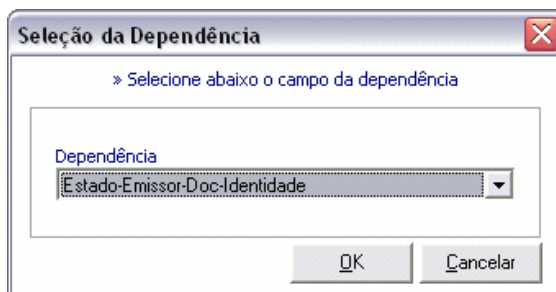 Seleção da Dependência
» Selecione abaixo o campo da dependência
Dependência
Estado-Emissor-Doc-Identidade
OK Cancelar